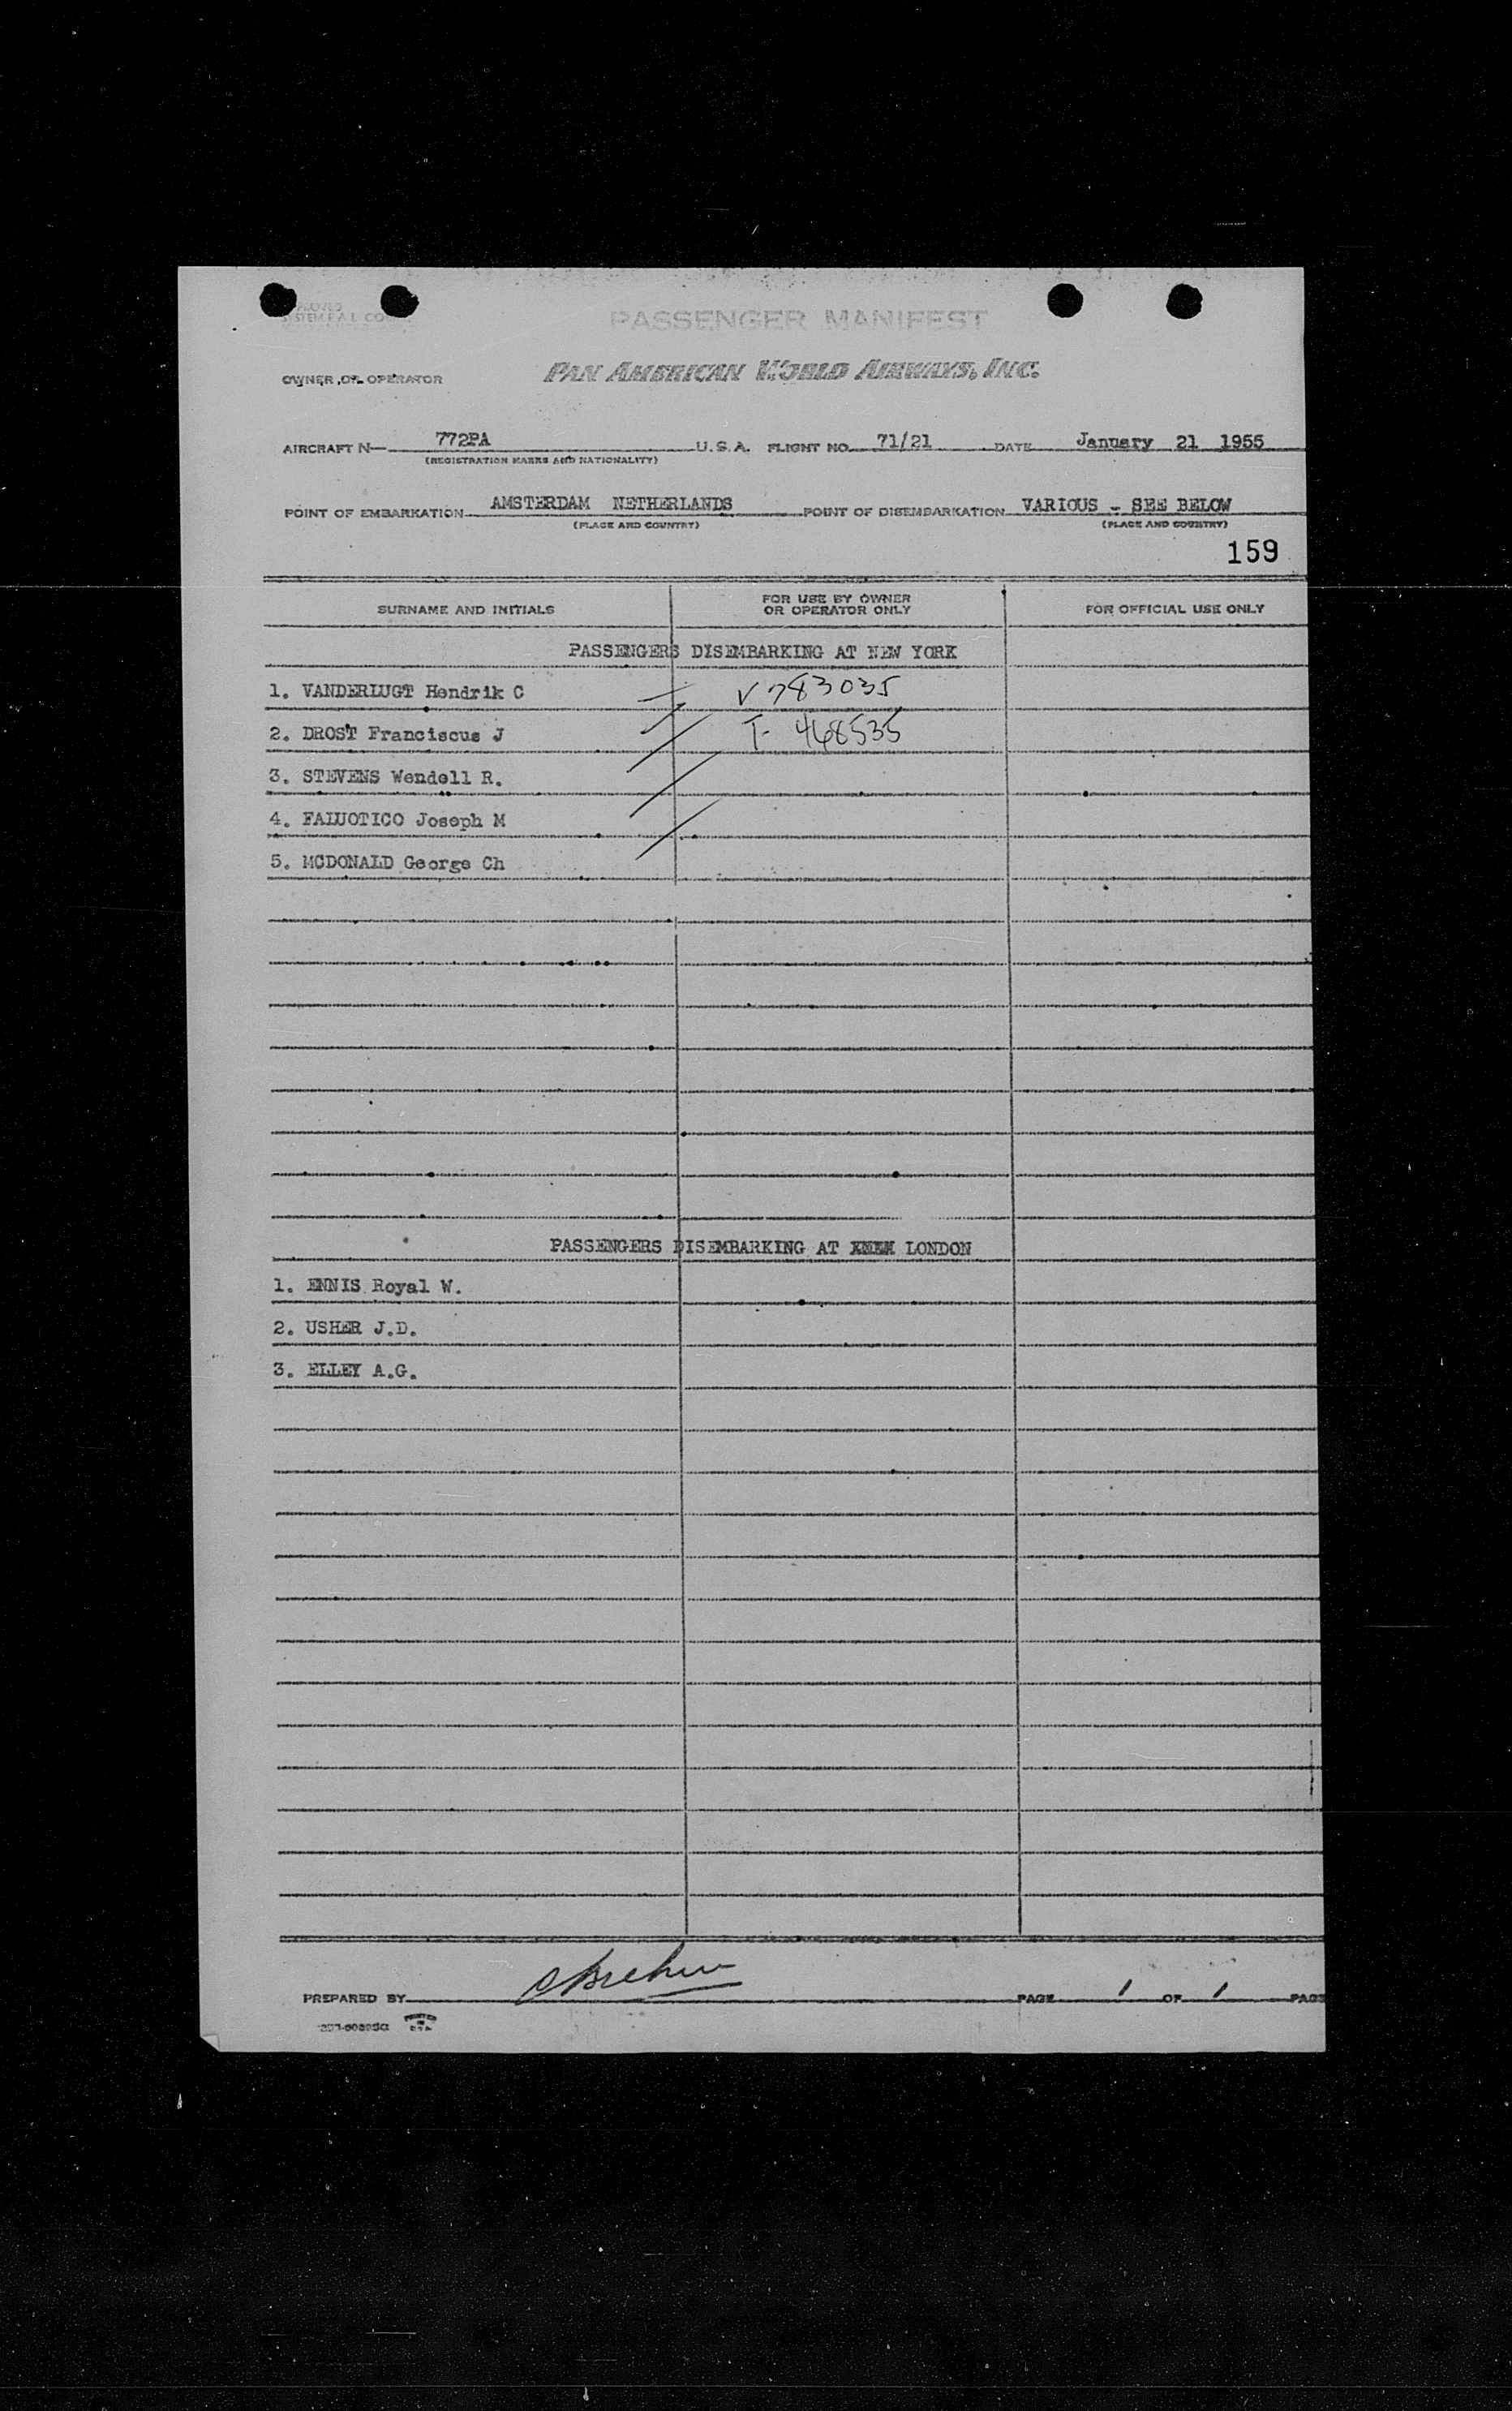 PASSENGER MANIFEST
OWNER OR OPERATOR PAN AMERICAN WORLD AIRWAYS, INC.
AIRCRAFT N- 772PA U.S.A. FLIGHT NO. 71/21 DATE January 21 1955
(REGISTRATION MARKS AND NATIONALITY)
POINT OF EMBARKATION AMSTERDAM NETHERLANDS POINT OF DISEMBARKATION VARIOUS - SEE BELOW
(PLACE AND COUNTRY) (PLACE AND COUNTRY)
159
SURNAME AND INITIALS FOR USE BY OWNER OR OPERATOR ONLY FOR OFFICIAL USE ONLY
PASSENGERS DISEMBARKING AT NEW YORK
1. VANDERLUGT Hendrik C V783035
2. DROST Franciscus J T- 468535
3. STEVENS Wendell R.
4. FALUOTICO Joseph M
5. MCDONALD George Ch
PASSENGERS DISEMBARKING AT LONDON
1. ENNIS Royal W.
2. USHER J.D.
3. ELLEY A.G.
PREPARED BY PAGE 1 OF 1 PAGE
PRINTED IN U.S.A.